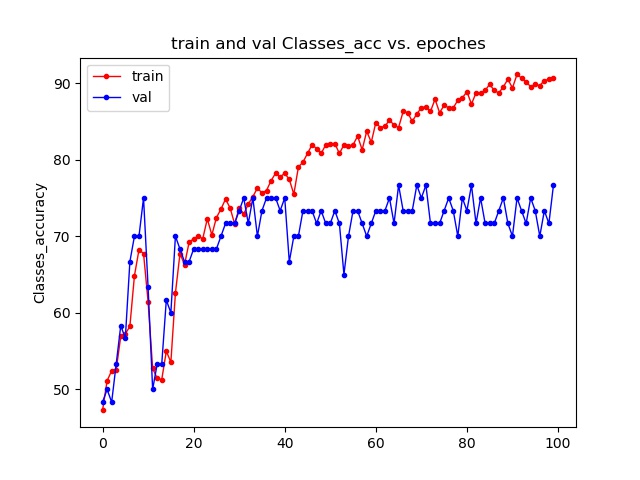 train and val Classes_acc vs. epoches
train
val
Classes_accuracy
90
80
70
60
50
0 20 40 60 80 100